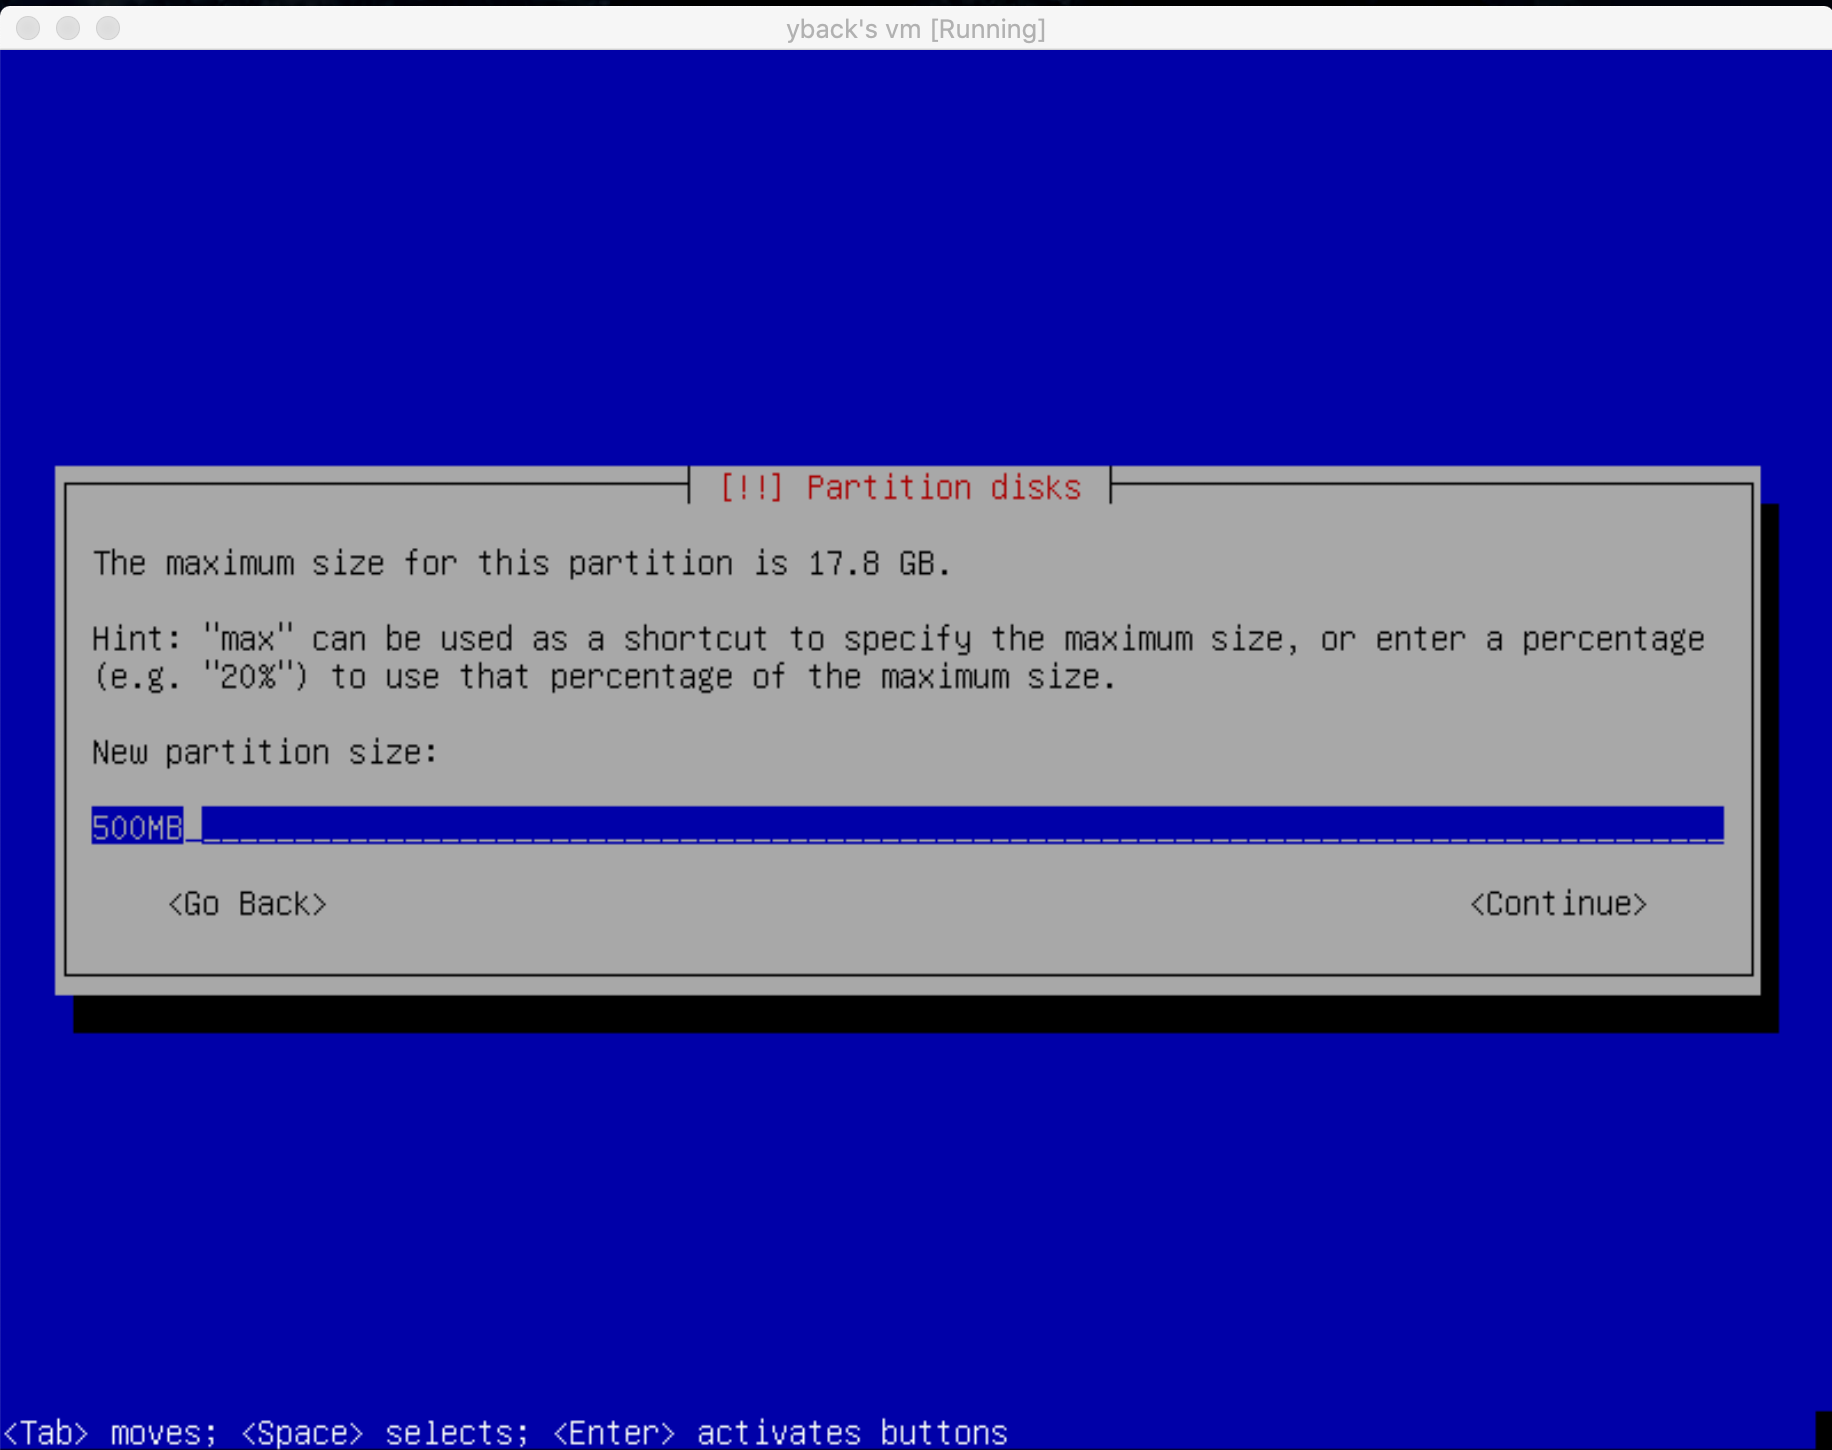 yback's vm [Running]
[!!] Partition disks
The maximum size for this partition is 17.8 GB.
Hint: "max" can be used as a shortcut to specify the maximum size, or enter a percentage
(e.g. "20%") to use that percentage of the maximum size.
New partition size:
500MB
<Go Back> <Continue>
<Tab> moves; <Space> selects; <Enter> activates buttons